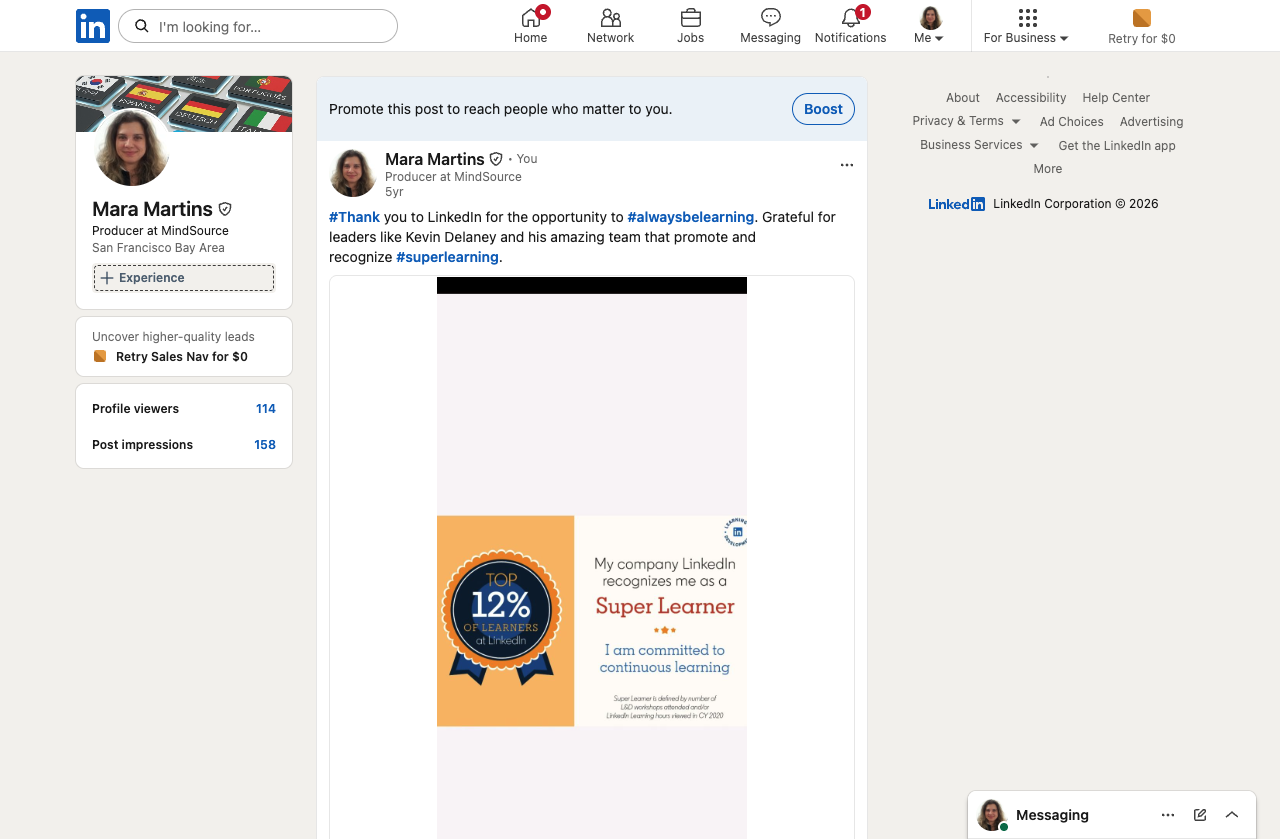 in
I'm looking for...
Home
Network
Jobs
Messaging
1
Notifications
Me
For Business
Retry for $0
PORTUGUÊS
ESPAÑOL
DEUTSCH
ITALI
Mara Martins
Producer at MindSource
San Francisco Bay Area
Experience
Uncover higher-quality leads
Retry Sales Nav for $0
Profile viewers 114
Post impressions 158
Promote this post to reach people who matter to you.
Boost
Mara Martins • You
Producer at MindSource
5yr
#Thank you to LinkedIn for the opportunity to #alwaysbelearning. Grateful for
leaders like Kevin Delaney and his amazing team that promote and
recognize #superlearning.
TOP
12%
OF LEARNERS
at LinkedIn
LEARNING
in
My company LinkedIn
recognizes me as a
Super Learner
I am committed to
continuous learning
Super Learner is defined by number of
L&D workshops attended and/or
LinkedIn Learning hours viewed in CY 2020
About Accessibility Help Center
Privacy & Terms Ad Choices Advertising
Business Services Get the LinkedIn app
More
LinkedIn LinkedIn Corporation © 2026
Messaging